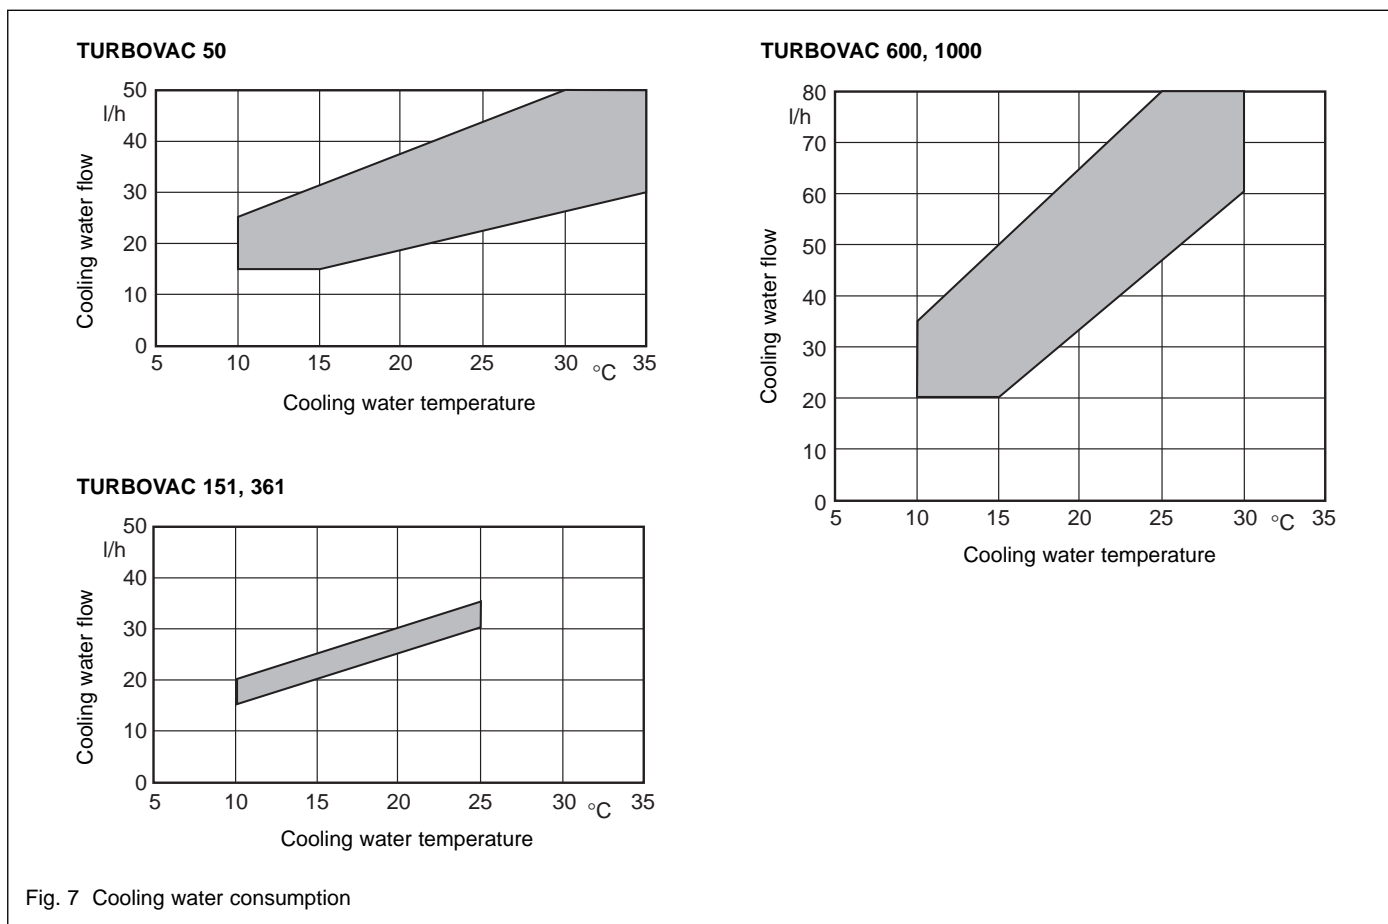 TURBOVAC 50
50
l/h
40
30
20
10
0
Cooling water flow
5 10 15 20 25 30 °C 35
Cooling water temperature
TURBOVAC 151, 361
50
l/h
40
30
20
10
0
Cooling water flow
5 10 15 20 25 30 °C 35
Cooling water temperature
TURBOVAC 600, 1000
80
l/h
70
60
50
40
30
20
10
0
Cooling water flow
5 10 15 20 25 30 °C 35
Cooling water temperature
Fig. 7 Cooling water consumption